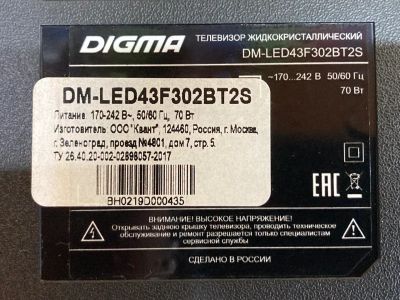 DIGMA
ТЕЛЕВИЗОР ЖИДКОКРИСТАЛЛИЧЕСКИЙ
DM-LED43F302BT2S
~170...242 В 50/60 Гц
70 Вт
DM-LED43F302BT2S
Питание: 170-242 В~, 50/60 Гц, 70 Вт
Изготовитель: ООО "Квант", 124460, Россия, г. Москва,
г. Зеленоград, проезд №4801, дом 7, стр. 5.
ТУ 26.40.20-002-02898057-2017
BH0219D000435
EAC
ВНИМАНИЕ! ВЫСОКОЕ НАПРЯЖЕНИЕ!
Открывать заднюю крышку телевизора, проводить техническое
обслуживание и ремонт разрешается только специалистам
сервисной службы
СДЕЛАНО В РОССИИ